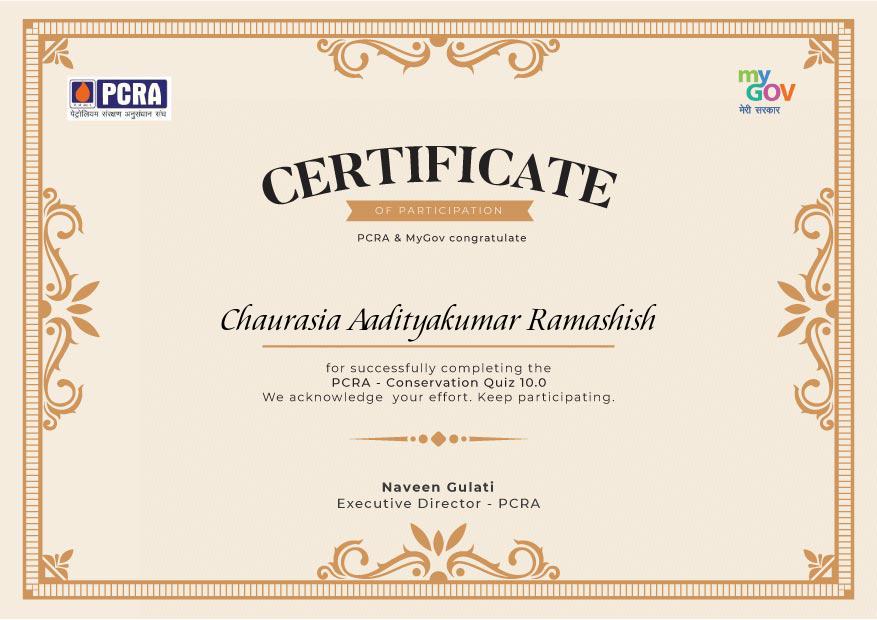 PCRA
पेट्रोलियम संरक्षण अनुसंधान संघ
my
GOV
मेरी सरकार
CERTIFICATE
OF PARTICIPATION
PCRA & MyGov congratulate
Chaurasia Aadityakumar Ramashish
for successfully completing the
PCRA - Conservation Quiz 10.0
We acknowledge your effort. Keep participating.
Naveen Gulati
Executive Director - PCRA